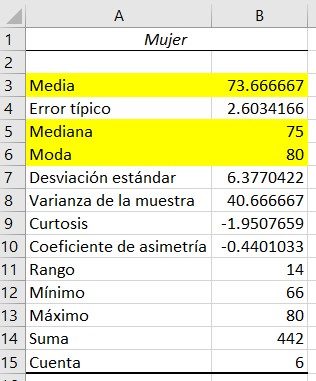 A B
1 Mujer
2
3 Media 73.666667
4 Error típico 2.6034166
5 Mediana 75
6 Moda 80
7 Desviación estándar 6.3770422
8 Varianza de la muestra 40.666667
9 Curtosis -1.9507659
10 Coeficiente de asimetría -0.4401033
11 Rango 14
12 Mínimo 66
13 Máximo 80
14 Suma 442
15 Cuenta 6